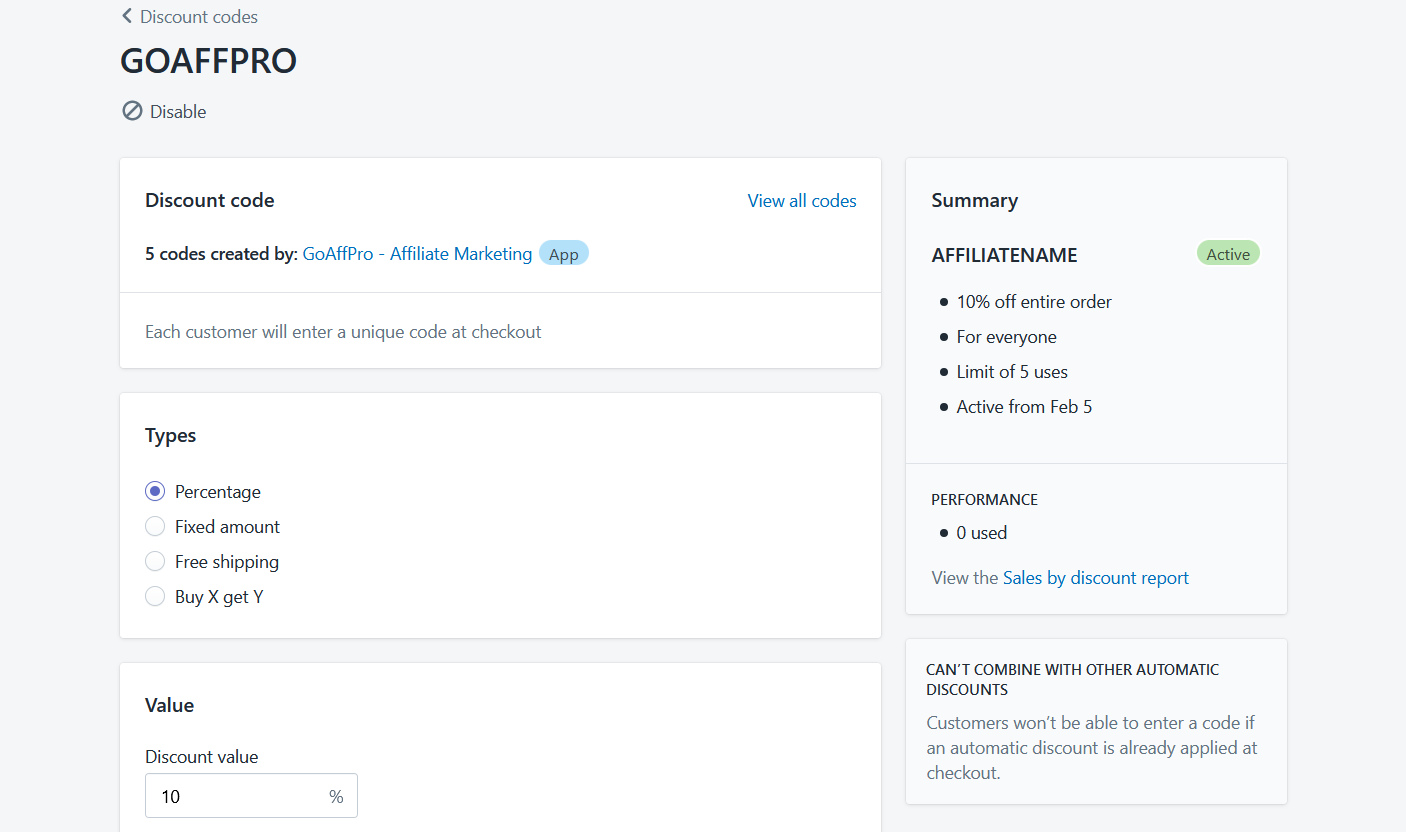 Discount codes
GOAFFPRO
Disable
Discount code
View all codes
5 codes created by: GoAffPro - Affiliate Marketing App
Each customer will enter a unique code at checkout
Types
Percentage
Fixed amount
Free shipping
Buy X get Y
Value
Discount value
10 %
Summary
AFFILIATENAME Active
10% off entire order
For everyone
Limit of 5 uses
Active from Feb 5
PERFORMANCE
0 used
View the Sales by discount report
CAN'T COMBINE WITH OTHER AUTOMATIC
DISCOUNTS
Customers won't be able to enter a code if
an automatic discount is already applied at
checkout.